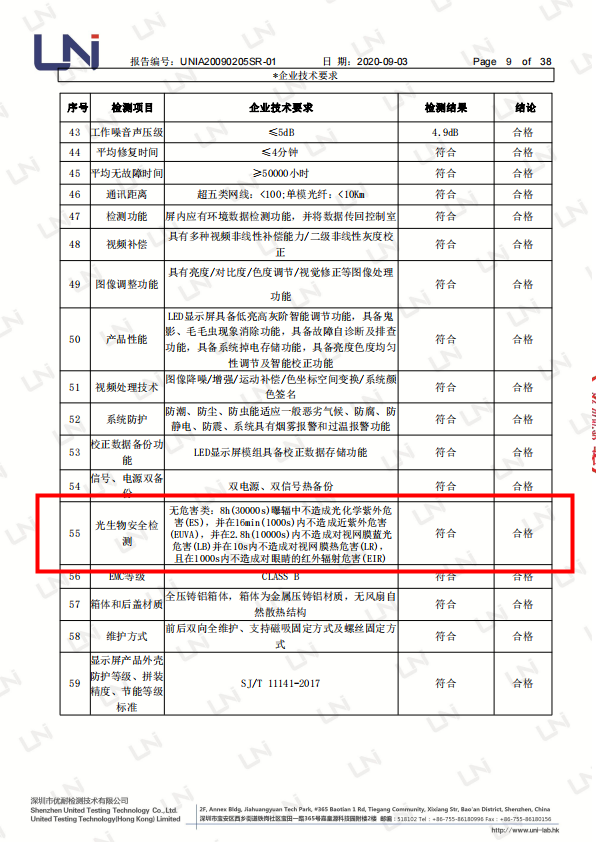 UNi
报告编号: UNIA20090205SR-01 日 期: 2020-09-03 Page 9 of 38
*企业技术要求
序号 检测项目 企业技术要求 检测结果 结论
43 工作噪音声压级 ≤5dB 4.9dB 合格
44 平均修复时间 ≤4分钟 符合 合格
45 平均无故障时间 ≥50000小时 符合 合格
46 通讯距离 超五类网线: <100;单模光纤: <10Km 符合 合格
47 检测功能 屏内应有环境数据检测功能，并将数据传回控制室 符合 合格
48 视频补偿 具有多种视频非线性补偿能力/二级非线性灰度校
正 符合 合格
49 图像调整功能 具有亮度/对比度/色度调节/视觉修正等图像处理
功能 符合 合格
50 产品性能 LED显示屏具备低亮高灰阶智能调节功能，具备鬼
影、毛毛虫现象消除功能，具备故障自诊断及排查
功能，具备系统掉电存储功能，具备亮度色度均匀
性调节及智能校正功能 符合 合格
51 视频处理技术 图像降噪/增强/运动补偿/色坐标空间变换/系统颜
色签名 符合 合格
52 系统防护 防潮、防尘、防虫能适应一般恶劣气候、防腐、防
静电、防震、系统具有烟雾报警和过温报警功能 符合 合格
53 校正数据备份功
能 LED显示屏模组具备校正数据存储功能 符合 合格
54 信号、电源双备
份 双电源、双信号热备份 符合 合格
55 光生物安全检
测 无危害类: 8h(30000s)曝辐中不造成光化学紫外危
害(ES)，并在16min(1000s)内不造成近紫外危害
(EUVA)，并在2.8h(10000s)内不造成对视网膜蓝光
危害(LB)并在10s内不造成对视网膜热危害(LR)，
且在1000s内不造成对眼睛的红外辐射危害(EIR) 符合 合格
56 EMC等级 CLASS B 符合 合格
57 箱体和后盖材质 全压铸铝箱体，箱体为金属压铸铝材质，无风扇自
然散热结构 符合 合格
58 维护方式 前后双向全维护、支持磁吸固定方式及螺丝固定方
式 符合 合格
59 显示屏产品外壳
防护等级、拼装
精度、节能等级
标准 SJ/T 11141-2017 符合 合格
深圳市优耐检测技术有限公司
Shenzhen United Testing Technology Co.,Ltd.
United Testing Technology(Hong Kong) Limited
2F, Annex Bldg, Jiahuangyuan Tech Park, #365 Baotian 1 Rd, Tiegang Community, Xixiang Str, Bao'an District, Shenzhen, China
深圳市宝安区西乡街道铁岗社区宝田一路365号嘉皇源科技园附楼2楼 邮编: 518102 Tel: +86-755-86180996 Fax: +86-755-86180156
http://www.uni-lab.hk